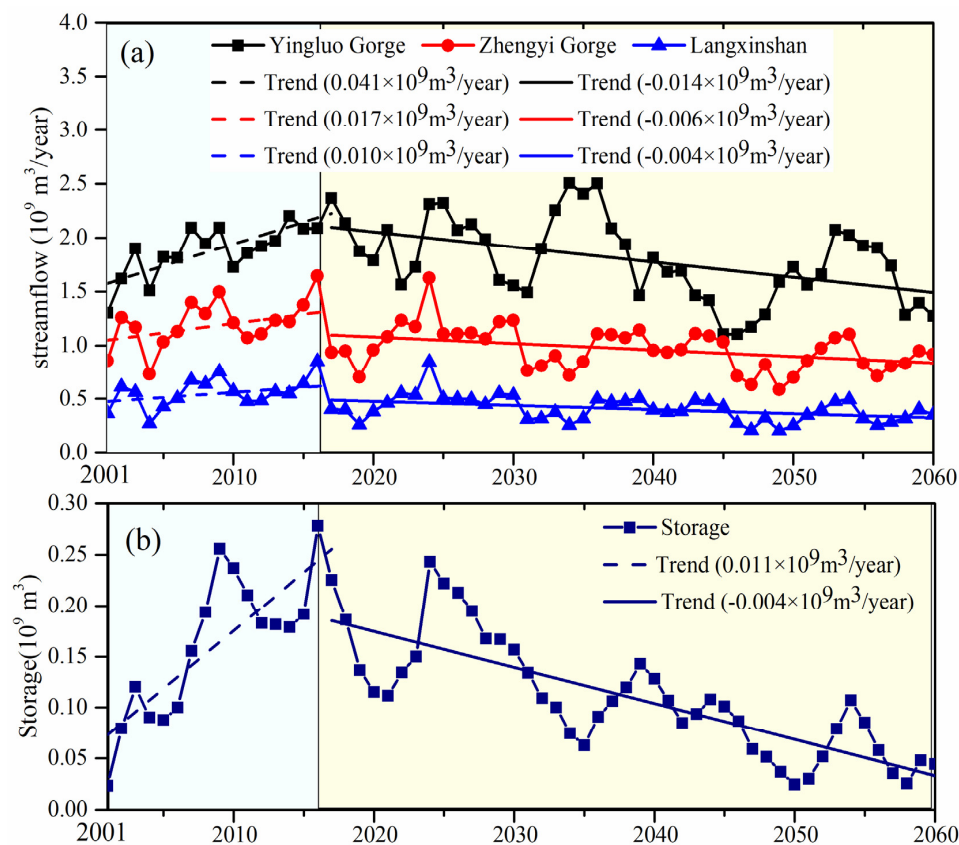 4.0
(a)
Yingluo Gorge Zhengyi Gorge Langxinshan
3.5
Trend (0.041×10⁹m³/year) Trend (-0.014×10⁹m³/year)
3.0
Trend (0.017×10⁹m³/year) Trend (-0.006×10⁹m³/year)
Trend (0.010×10⁹m³/year) Trend (-0.004×10⁹m³/year)
2.5
2.0
1.5
1.0
0.5
0.0
streamflow (10⁹ m³/year)
2001 2010 2020 2030 2040 2050 2060
0.30
(b)
Storage
0.25
Trend (0.011×10⁹m³/year)
Trend (-0.004×10⁹m³/year)
0.20
0.15
0.10
0.05
0.00
Storage(10⁹ m³)
2001 2010 2020 2030 2040 2050 2060